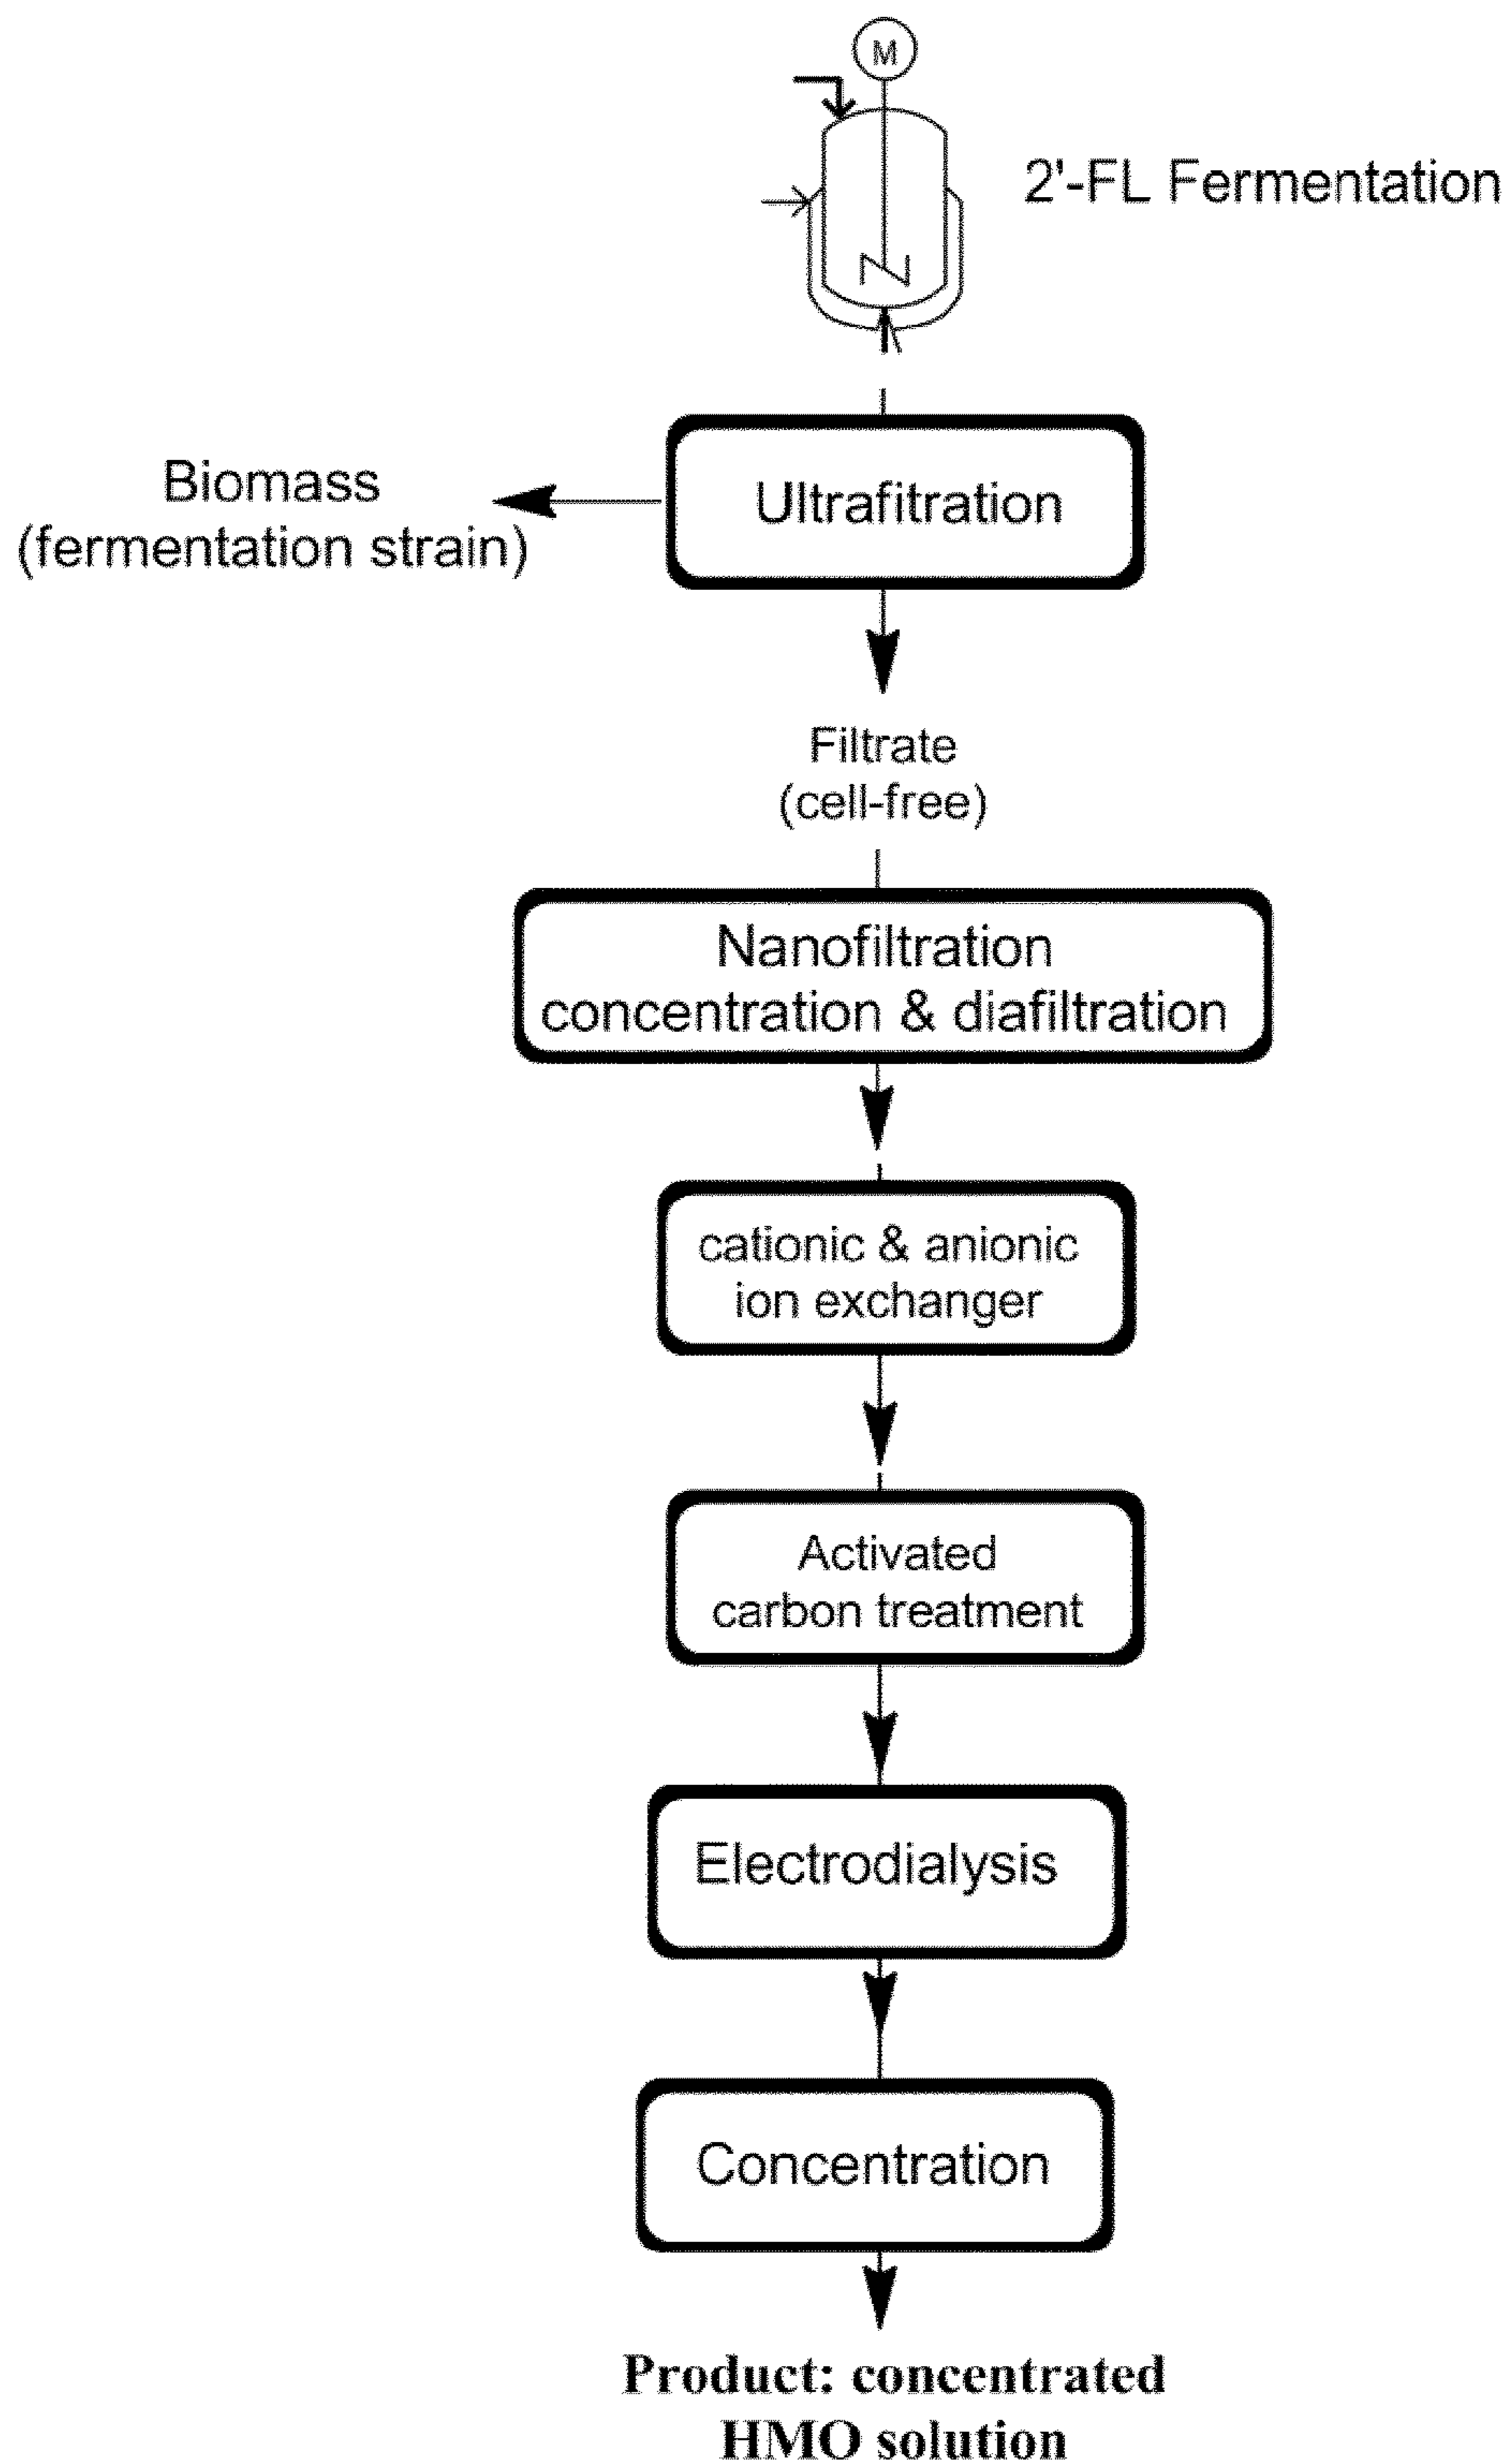 M
2'-FL Fermentation
Ultrafitration
Biomass
(fermentation strain)
Filtrate
(cell-free)
Nanofiltration
concentration & diafiltration
cationic & anionic
ion exchanger
Activated
carbon treatment
Electrodialysis
Concentration
Product: concentrated
HMO solution